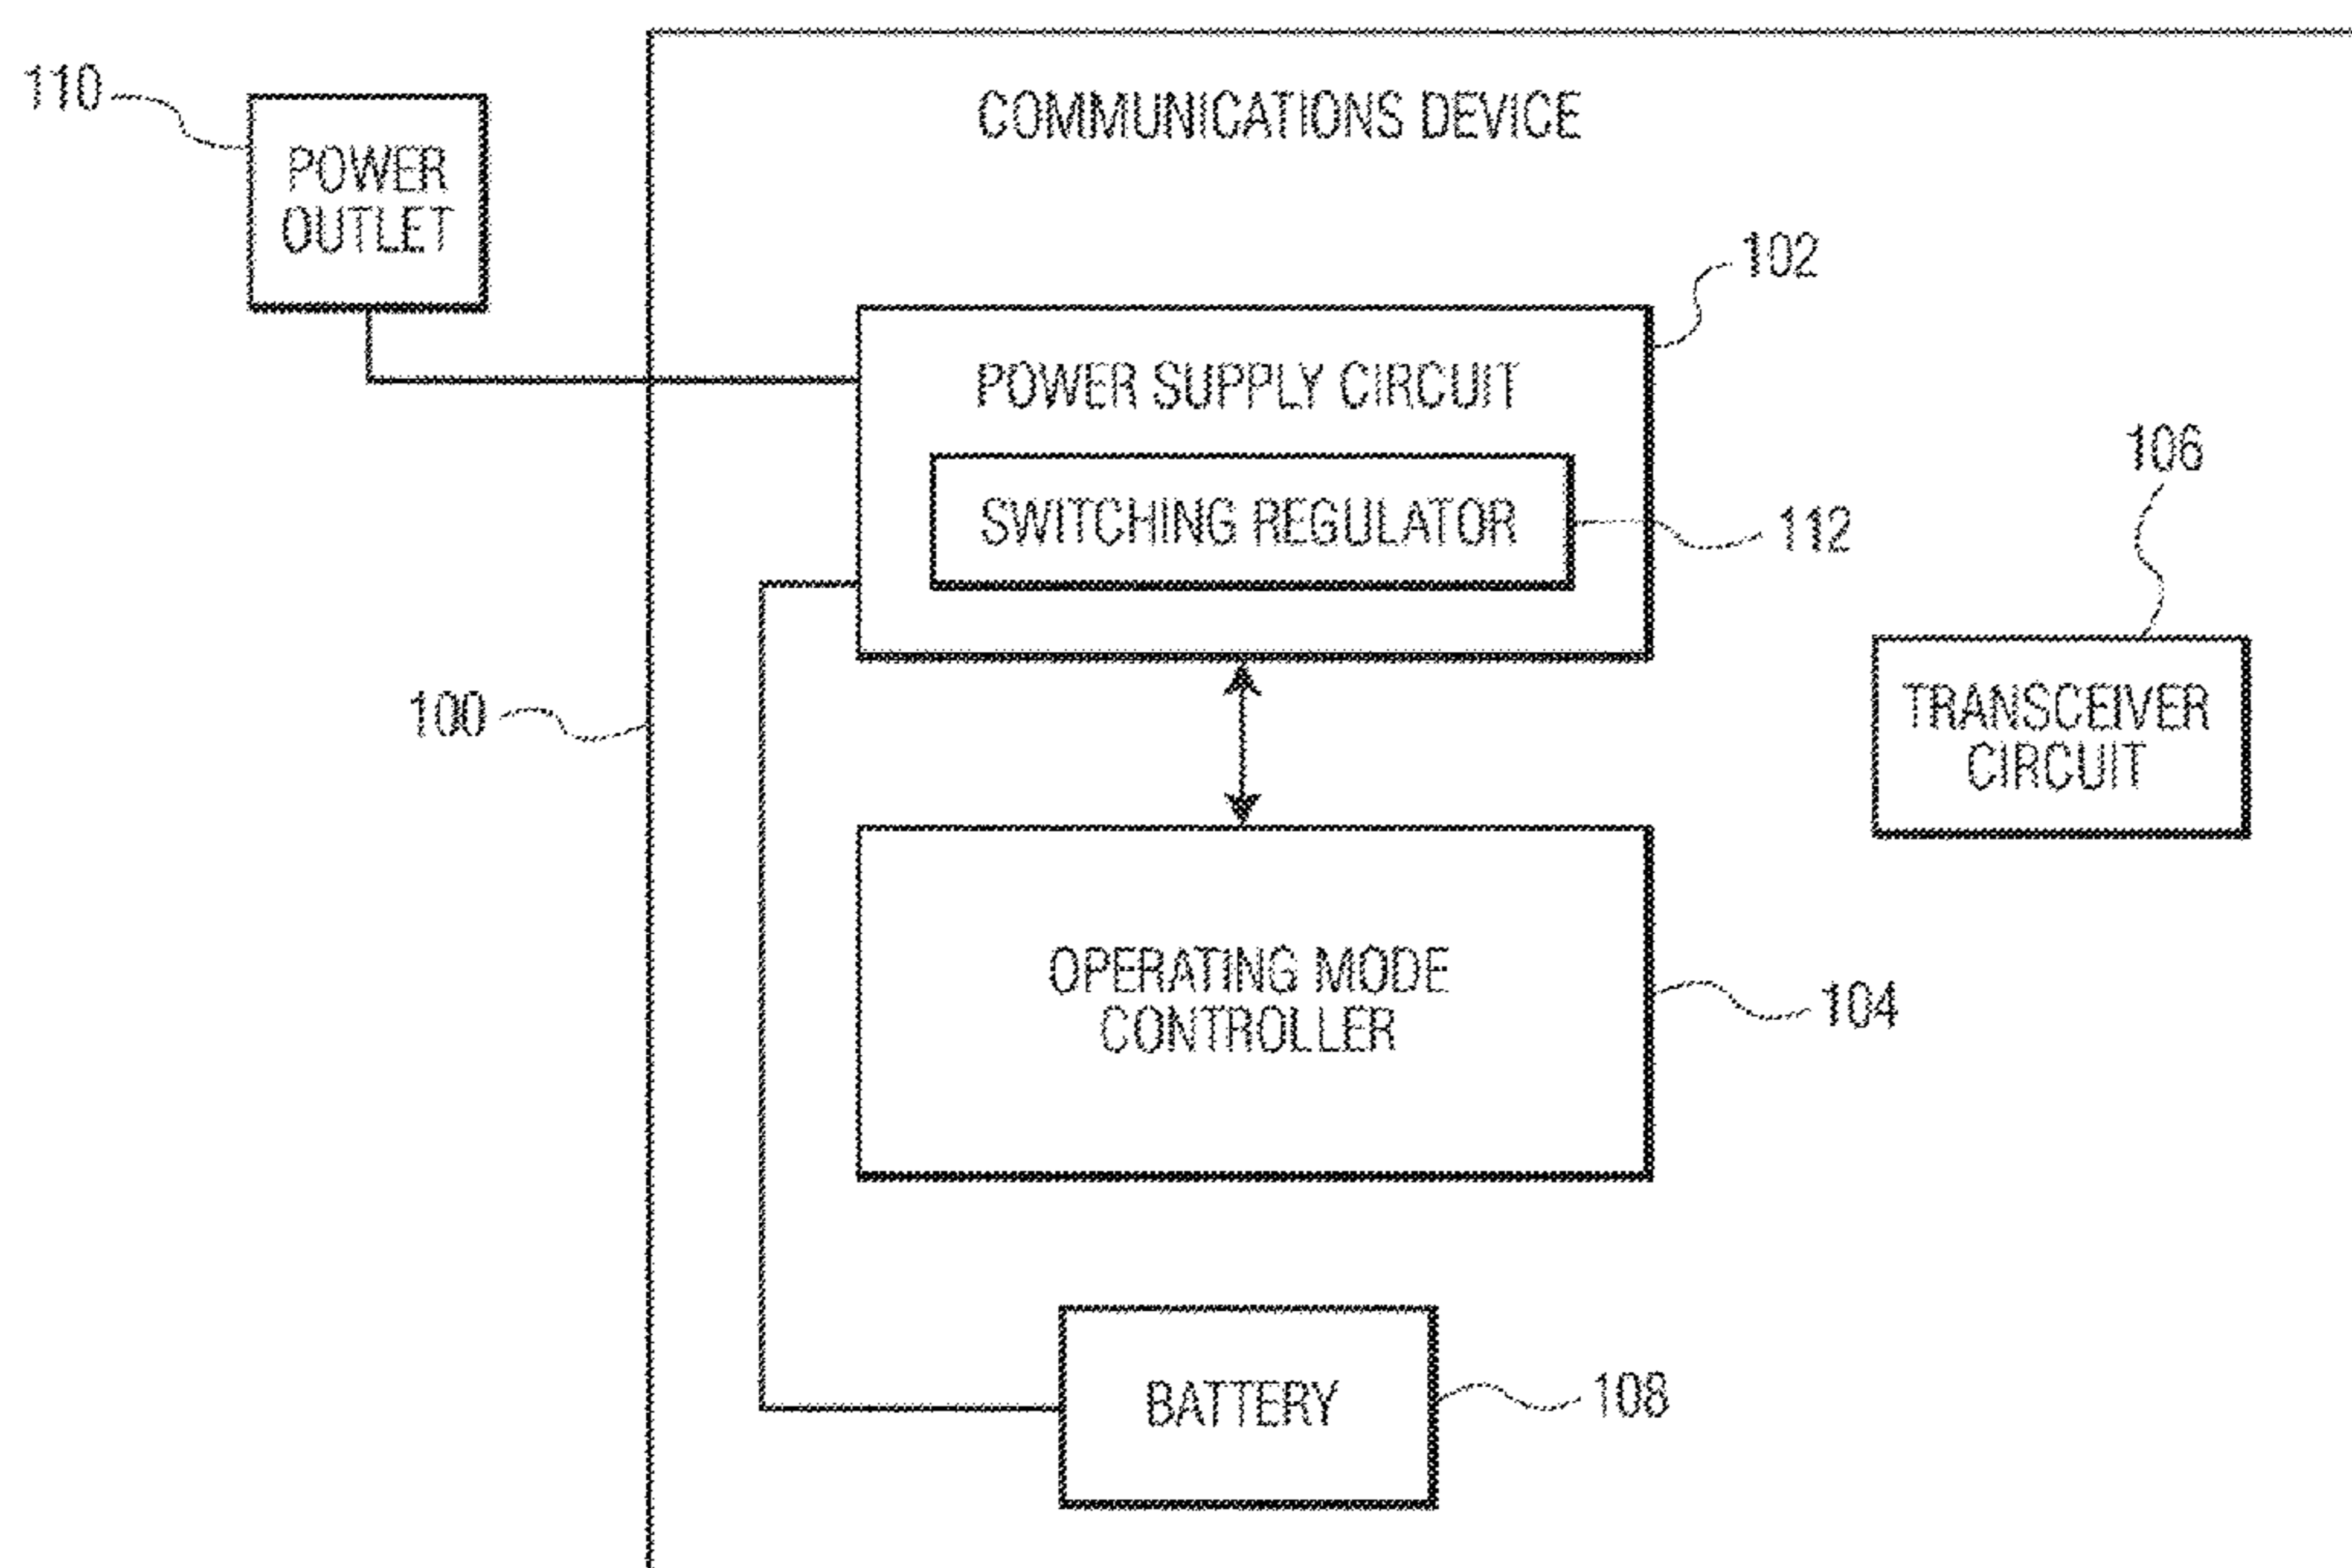 110
POWER
OUTLET
COMMUNICATIONS DEVICE
102
POWER SUPPLY CIRCUIT
SWITCHING REGULATOR
112
106
100
TRANSCEIVER
CIRCUIT
OPERATING MODE
CONTROLLER
104
BATTERY
108